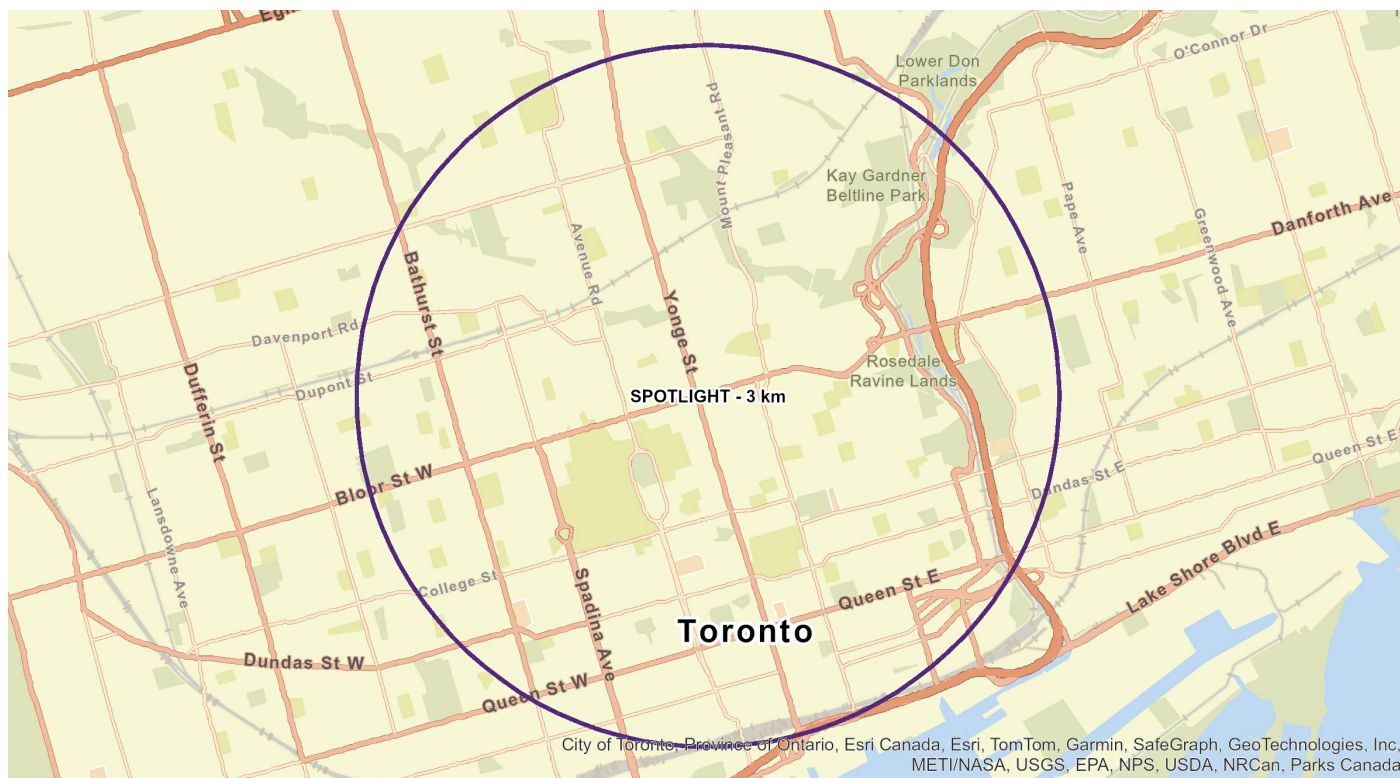 Egl
O'Connor Dr
Lower Don
Parklands
Mount Pleasant Rd
Kay Gardner
Beltline Park
Pape Ave
Danforth Ave
Greenwood Ave
Avenue Rd
Bathurst St
Yonge St
Davenport Rd
Dufferin St
Dupont St
Rosedale
Ravine Lands
SPOTLIGHT - 3 km
Bloor St W
Lansdowne Ave
Queen St E
Dundas St E
College St
Spadina Ave
Queen St E
Lake Shore Blvd E
Toronto
Dundas St W
Queen St W
City of Toronto, Province of Ontario, Esri Canada, Esri, TomTom, Garmin, SafeGraph, GeoTechnologies, Inc,
METI/NASA, USGS, EPA, NPS, USDA, NRCan, Parks Canada